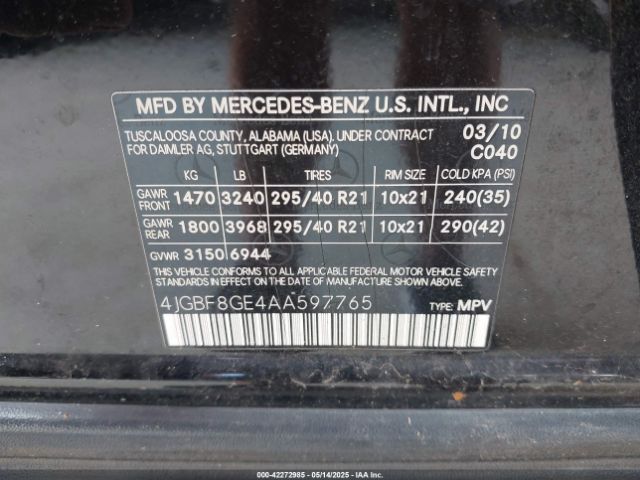 MFD BY MERCEDES-BENZ U.S. INTL., INC
TUSCALOOSA COUNTY, ALABAMA (USA). UNDER CONTRACT 03/10
FOR DAIMLER AG, STUTTGART (GERMANY) C040
KG LB TIRES RIM SIZE COLD KPA (PSI)
GAWR FRONT 1470 3240 295/40 R21 10x21 240(35)
GAWR REAR 1800 3968 295/40 R21 10x21 290(42)
GVWR 3150 6944
THIS VEHICLE CONFORMS TO ALL APPLICABLE FEDERAL MOTOR VEHICLE SAFETY
STANDARDS IN EFFECT ON THE DATE OF MANUFACTURE SHOWN ABOVE.
4JGBF8GE4AA597765 TYPE: MPV
000-42272985 - 05/14/2025 - IAA Inc.